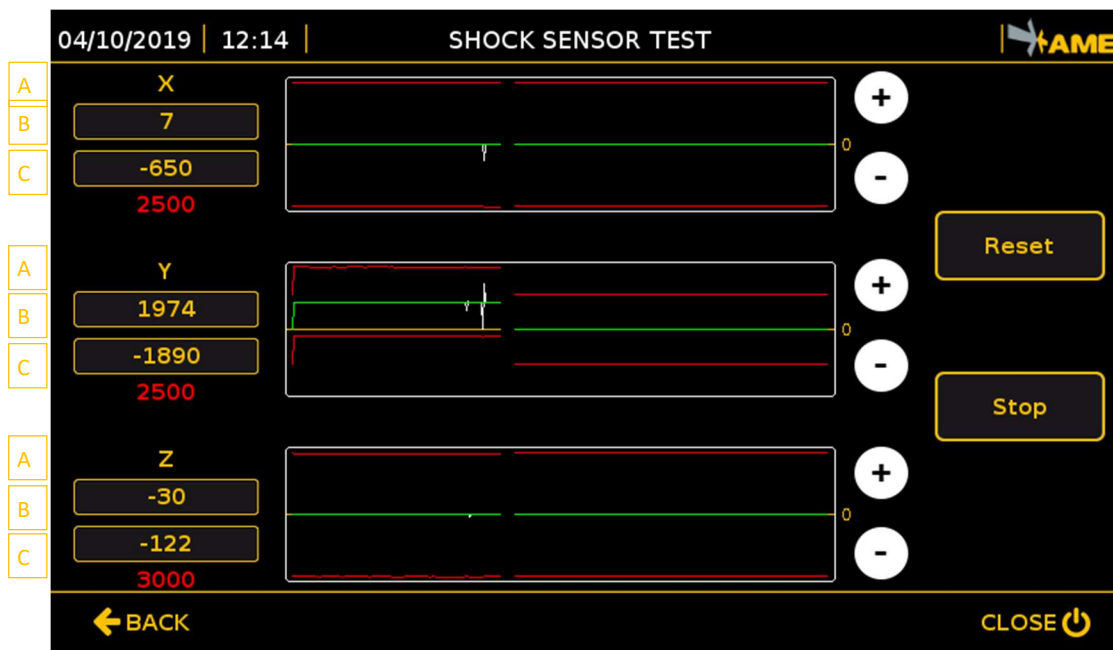 04/10/2019 | 12:14 | SHOCK SENSOR TEST AME
A
X
B
7
+
0
C
-650
-
2500
Reset
A
Y
B
1974
+
0
C
-1890
-
2500
Stop
A
Z
B
-30
+
0
C
-122
-
3000
BACK
CLOSE